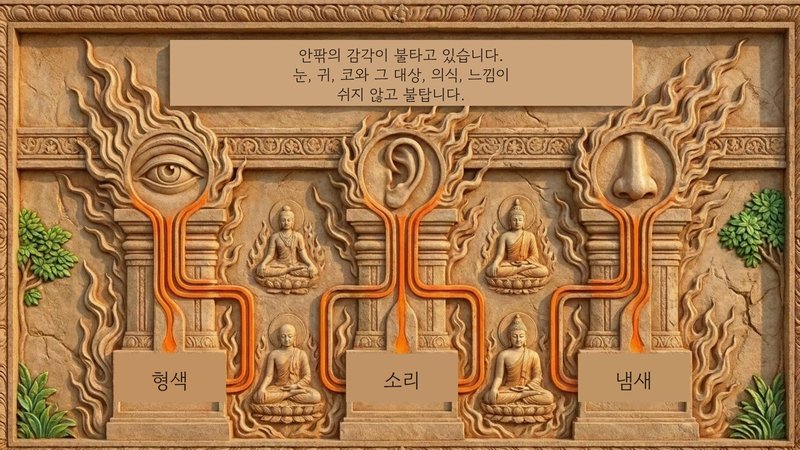 안팎의 감각이 불타고 있습니다.
눈, 귀, 코와 그 대상, 의식, 느낌이
쉬지 않고 불탑니다.
형색
소리
냄새